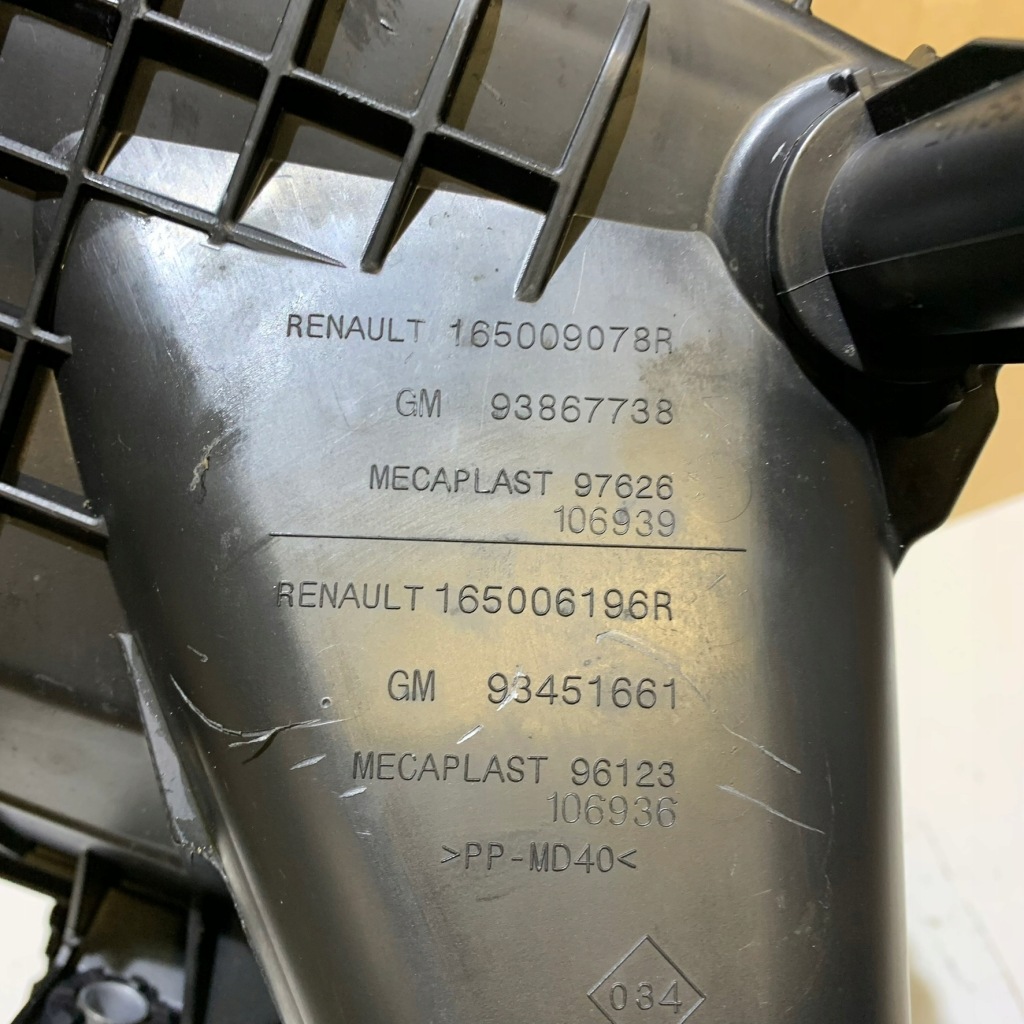 RENAULT 165009078R
GM 93867738
MECAPLAST 97626
106939
RENAULT 165006196R
GM 93451661
MECAPLAST 96123
106936
>PP-MD40<
034